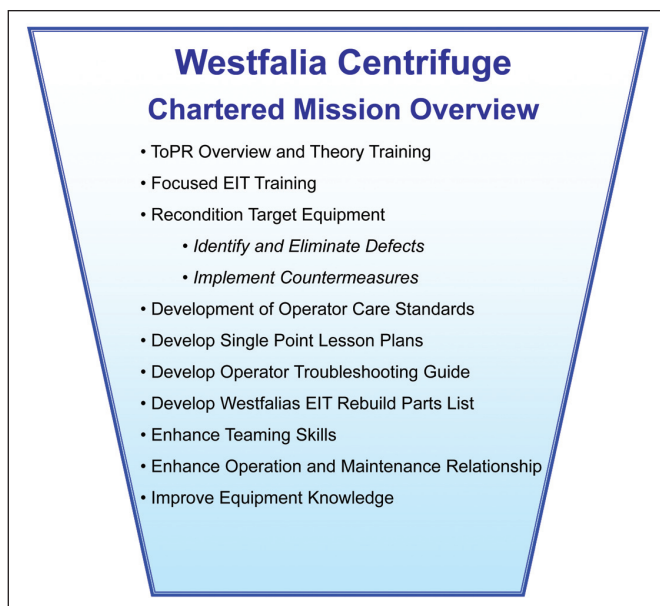 Westfalia Centrifuge
Chartered Mission Overview
• ToPR Overview and Theory Training
• Focused EIT Training
• Recondition Target Equipment
• Identify and Eliminate Defects
• Implement Countermeasures
• Development of Operator Care Standards
• Develop Single Point Lesson Plans
• Develop Operator Troubleshooting Guide
• Develop Westfalias EIT Rebuild Parts List
• Enhance Teaming Skills
• Enhance Operation and Maintenance Relationship
• Improve Equipment Knowledge